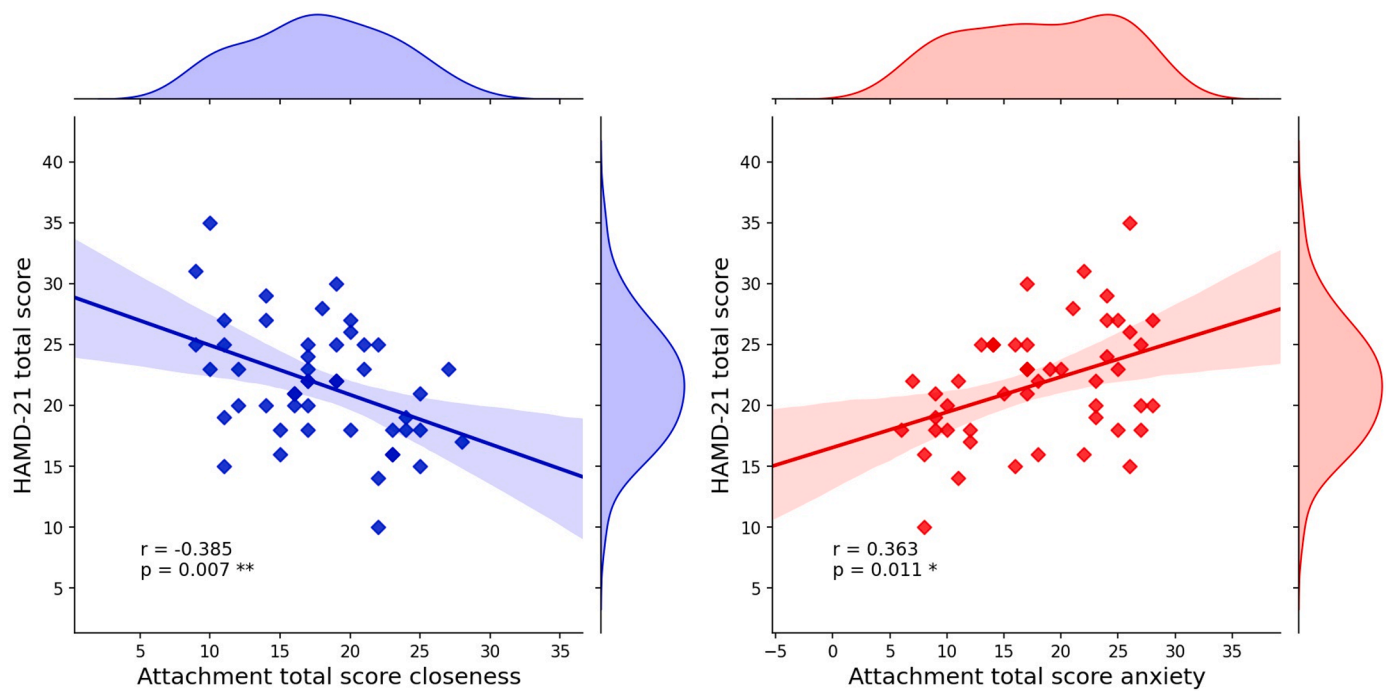 40
35
30
25
20
15
10
5
HAMD-21 total score
r = -0.385
p = 0.007 **
5 10 15 20 25 30 35
Attachment total score closeness
40
35
30
25
20
15
10
5
HAMD-21 total score
r = 0.363
p = 0.011 *
−5 0 5 10 15 20 25 30 35
Attachment total score anxiety